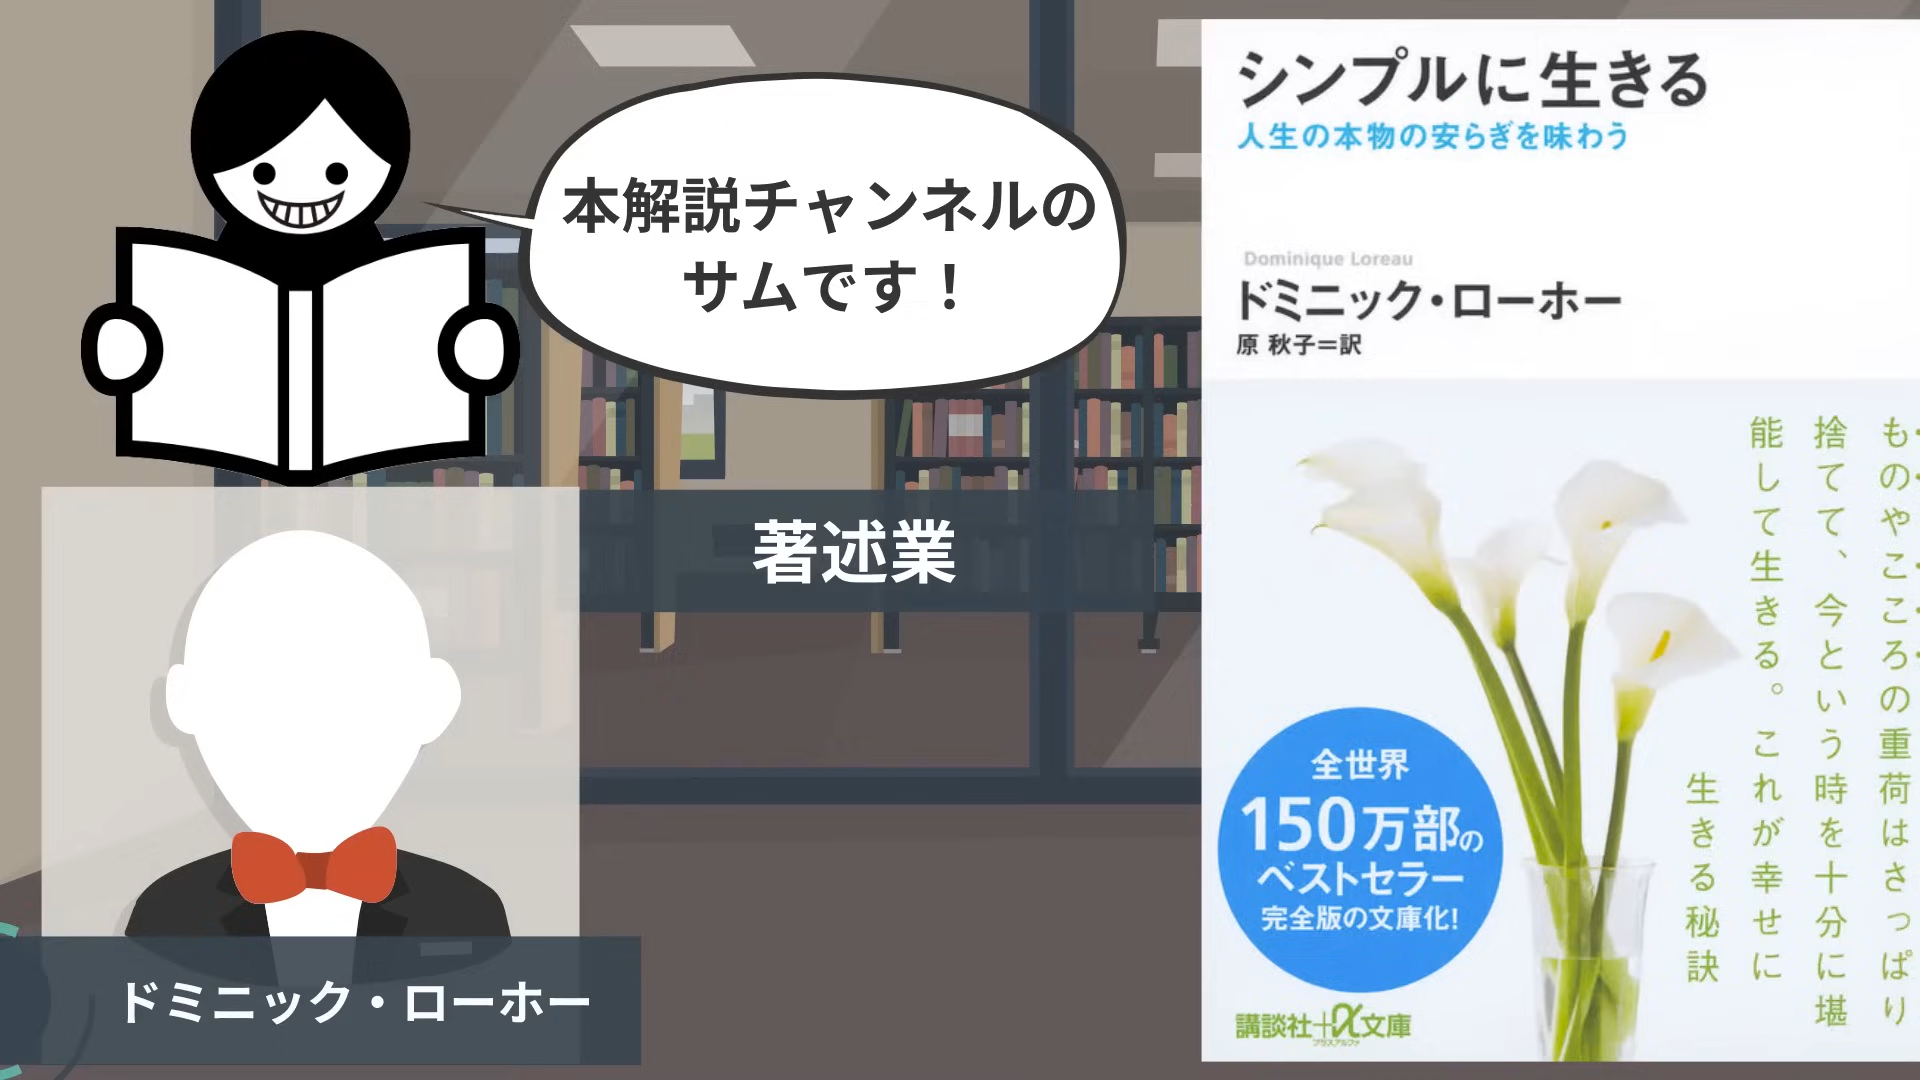 本解説チャンネルの
サムです！
著述業
ドミニック・ローホー
シンプルに生きる
人生の本物の安らぎを味わう
Dominique Loreau
ドミニック・ローホー
原 秋子＝訳
ものやこころの重荷はさっぱり
捨てて、今という時を十分に堪
能して生きる。これが幸せに
生きる秘訣
全世界
150万部の
ベストセラー
完全版の文庫化!
講談社+α文庫
プラスアルファ